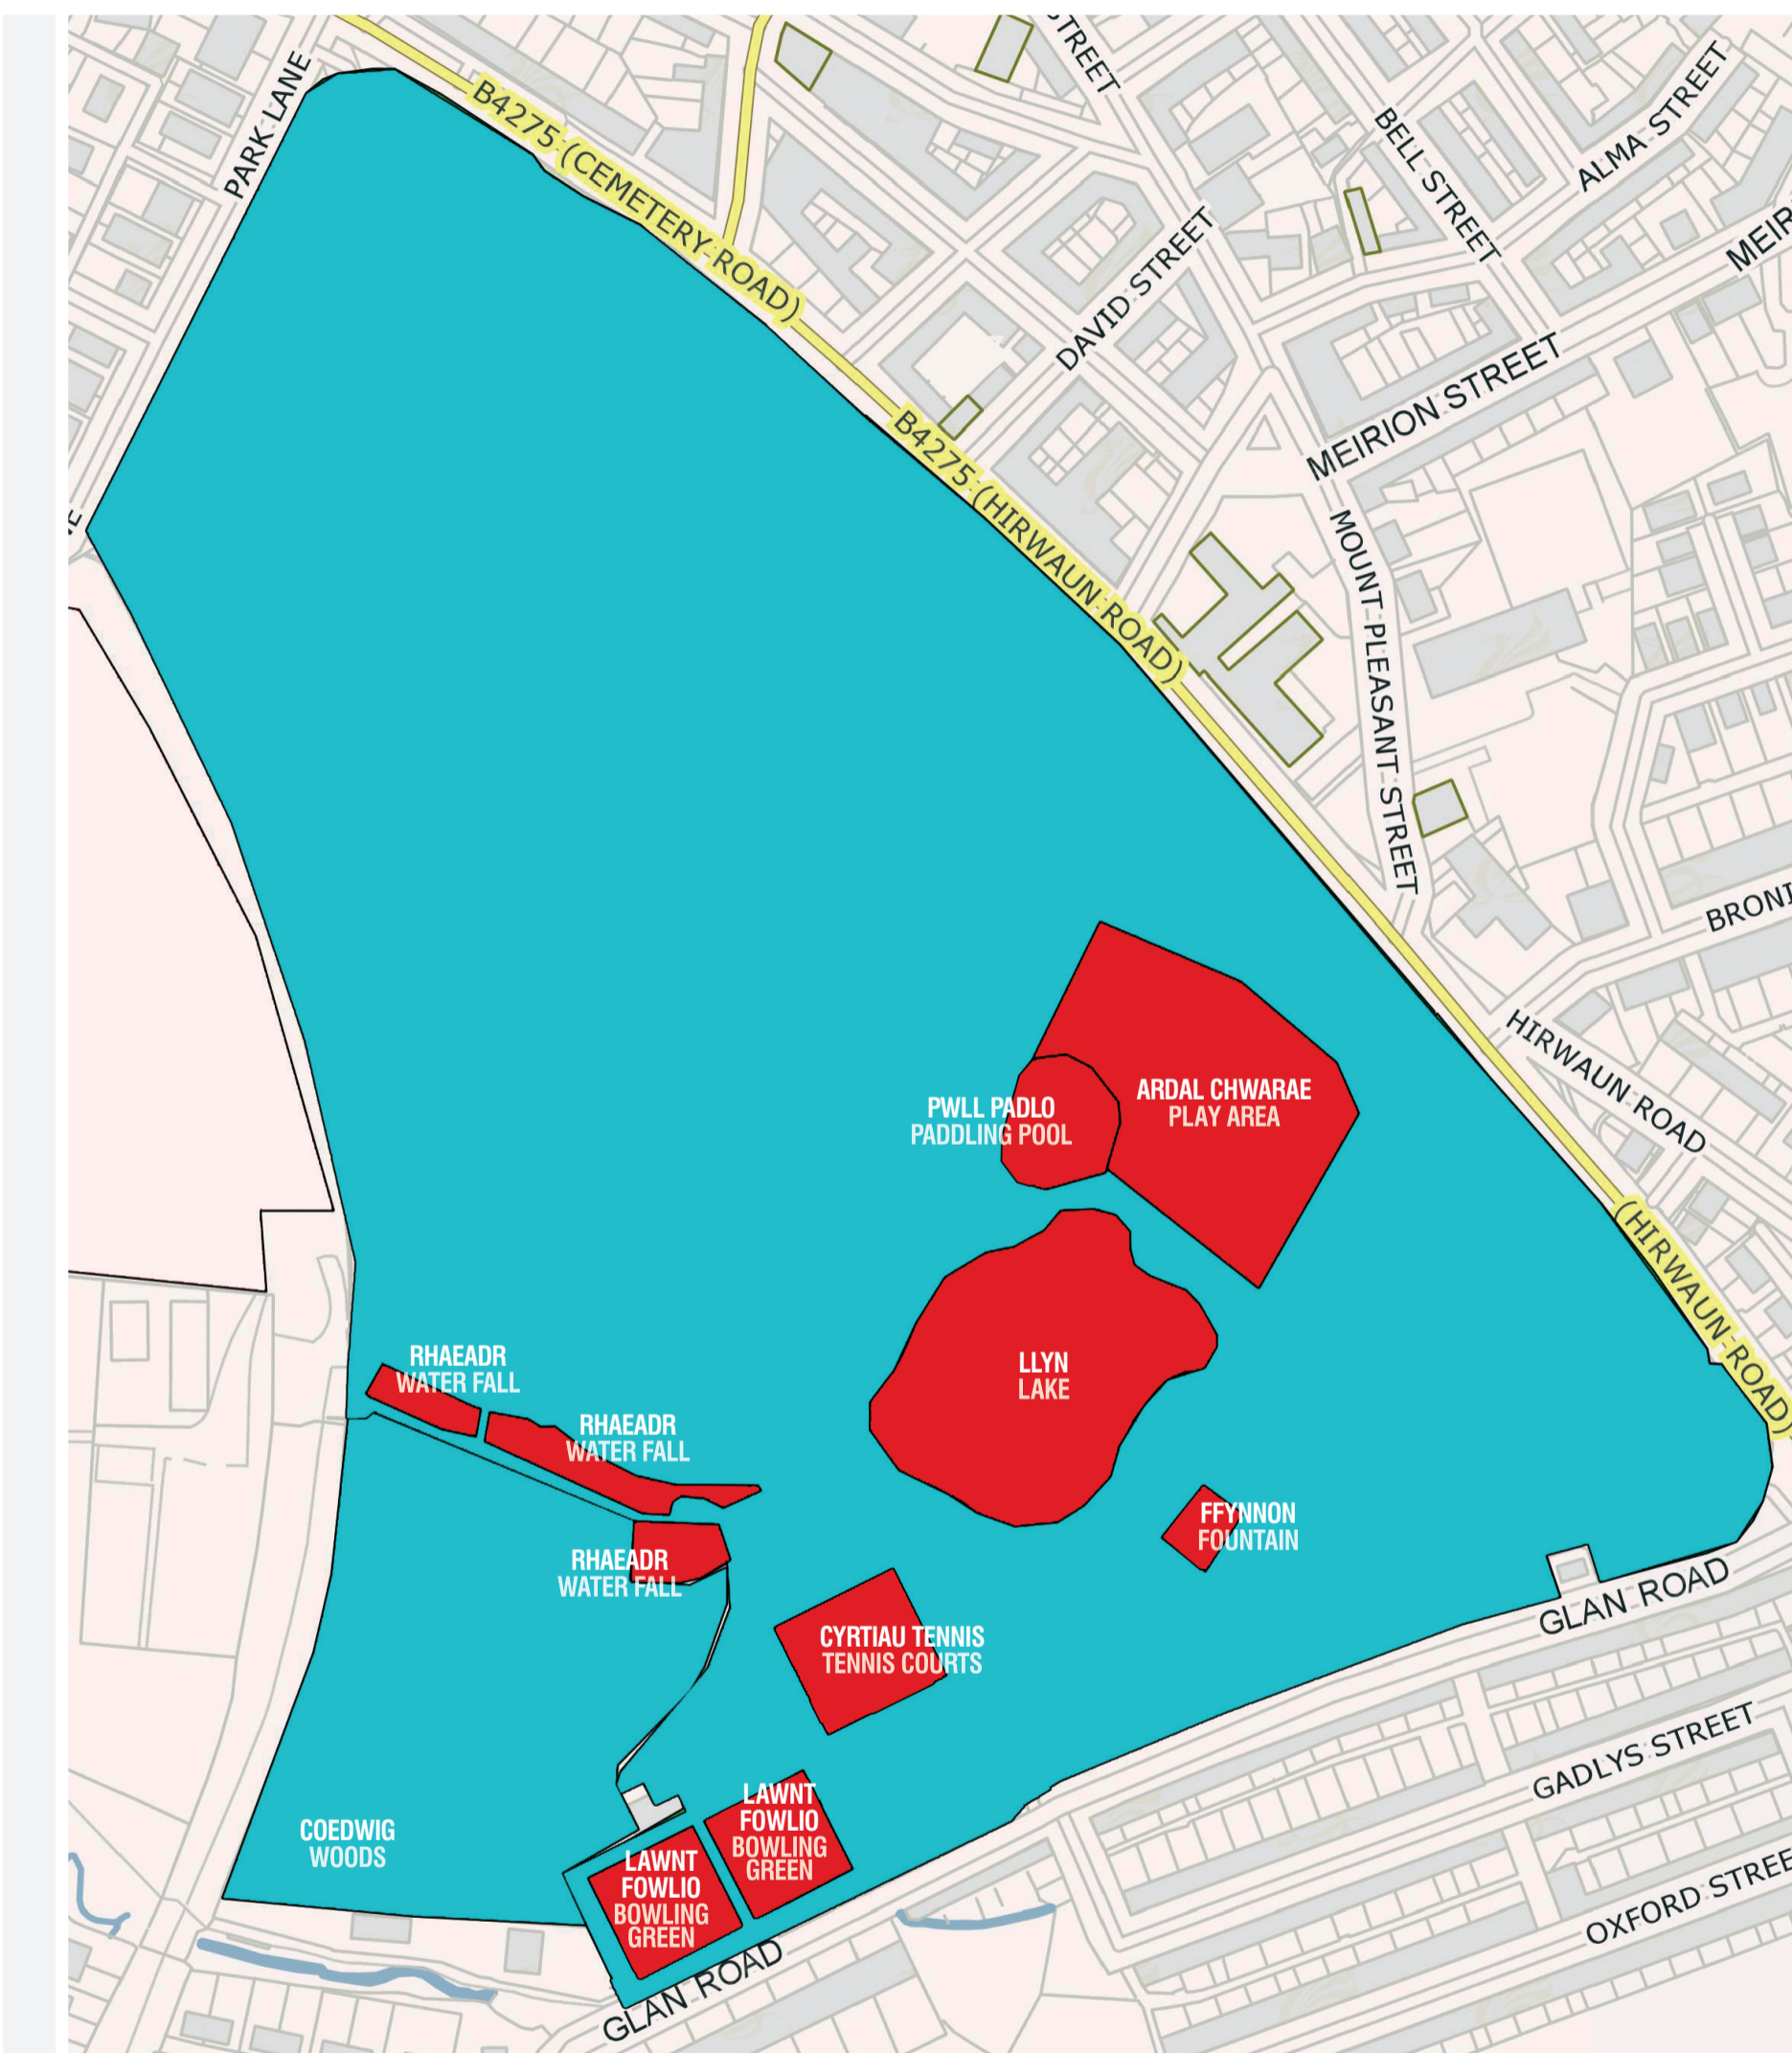 STREET
PARK LANE
B4275 (CEMETERY ROAD)
BELL STREET
ALMA STREET
DAVID STREET
MEIRION STREET
B4275 (HIRWAUN ROAD)
MOUNT PLEASANT STREET
HIRWAUN ROAD
(HIRWAUN ROAD)
ARDAL CHWARAE
PLAY AREA
PWLL PADLO
PADDLING POOL
LLYN
LAKE
RHAEADR
WATER FALL
RHAEADR
WATER FALL
RHAEADR
WATER FALL
FFYNNON
FOUNTAIN
CYRTIAU TENNIS
TENNIS COURTS
GLAN ROAD
GADLYS STREET
LAWNT
FOWLIO
BOWLING
GREEN
COEDWIG
WOODS
LAWNT
FOWLIO
BOWLING
GREEN
OXFORD STREE
GLAN ROAD